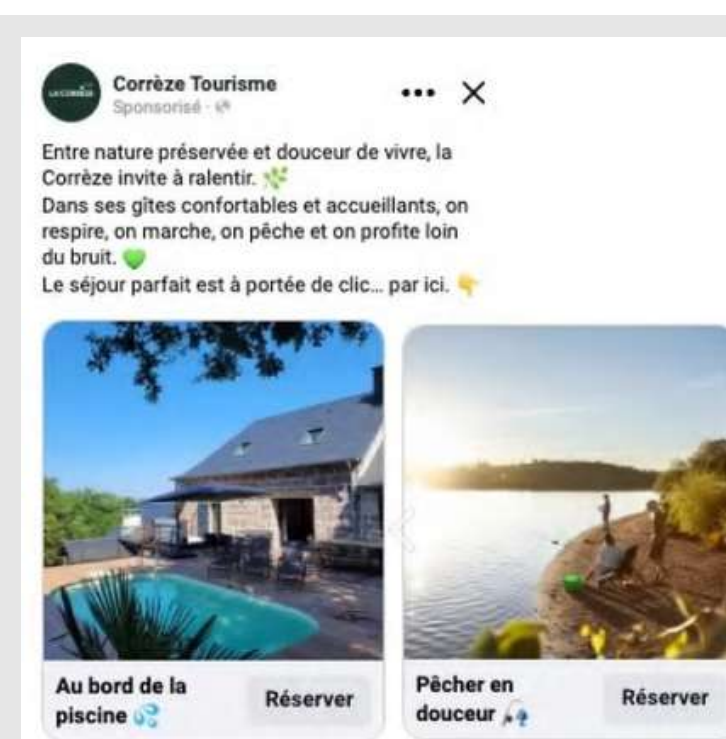 LA CORRÈZE
Corrèze Tourisme
Sponsorisé ·
Entre nature préservée et douceur de vivre, la
Corrèze invite à ralentir. 🌿
Dans ses gîtes confortables et accueillants, on
respire, on marche, on pêche et on profite loin
du bruit. 💚
Le séjour parfait est à portée de clic... par ici. 👇
Au bord de la
piscine 💦
Réserver
Pêcher en
douceur 🎣
Réserver